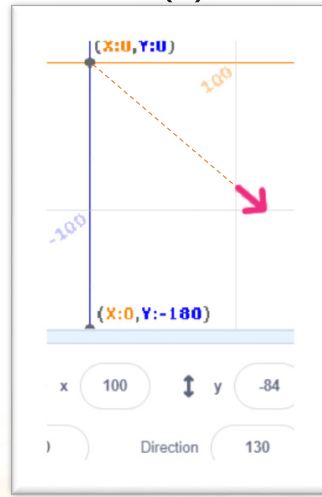 (X:0,Y:0)
100
-100
(X:0,Y:-180)
x 100 y -84
) Direction 130